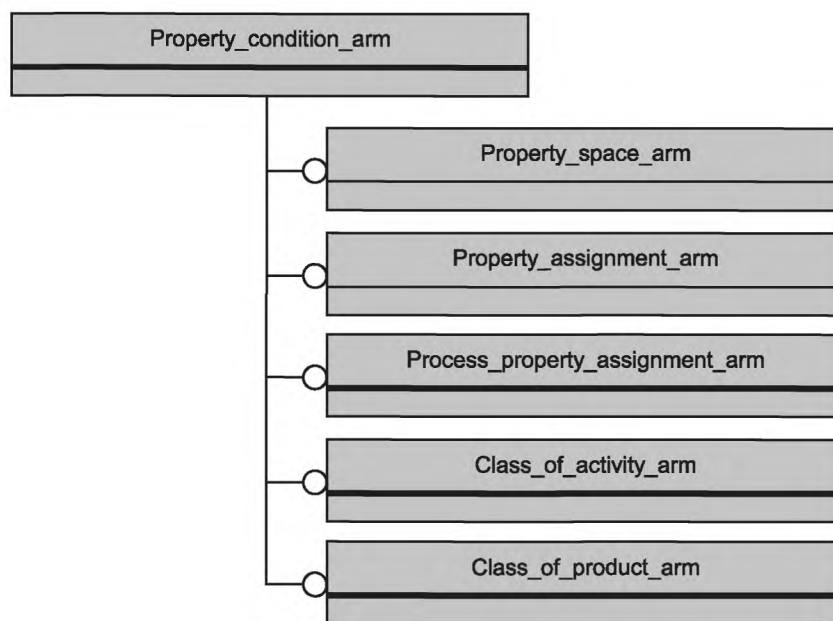 Property_condition_arm
Property_space_arm
Property_assignment_arm
Process_property_assignment_arm
Class_of_activity_arm
Class_of_product_arm